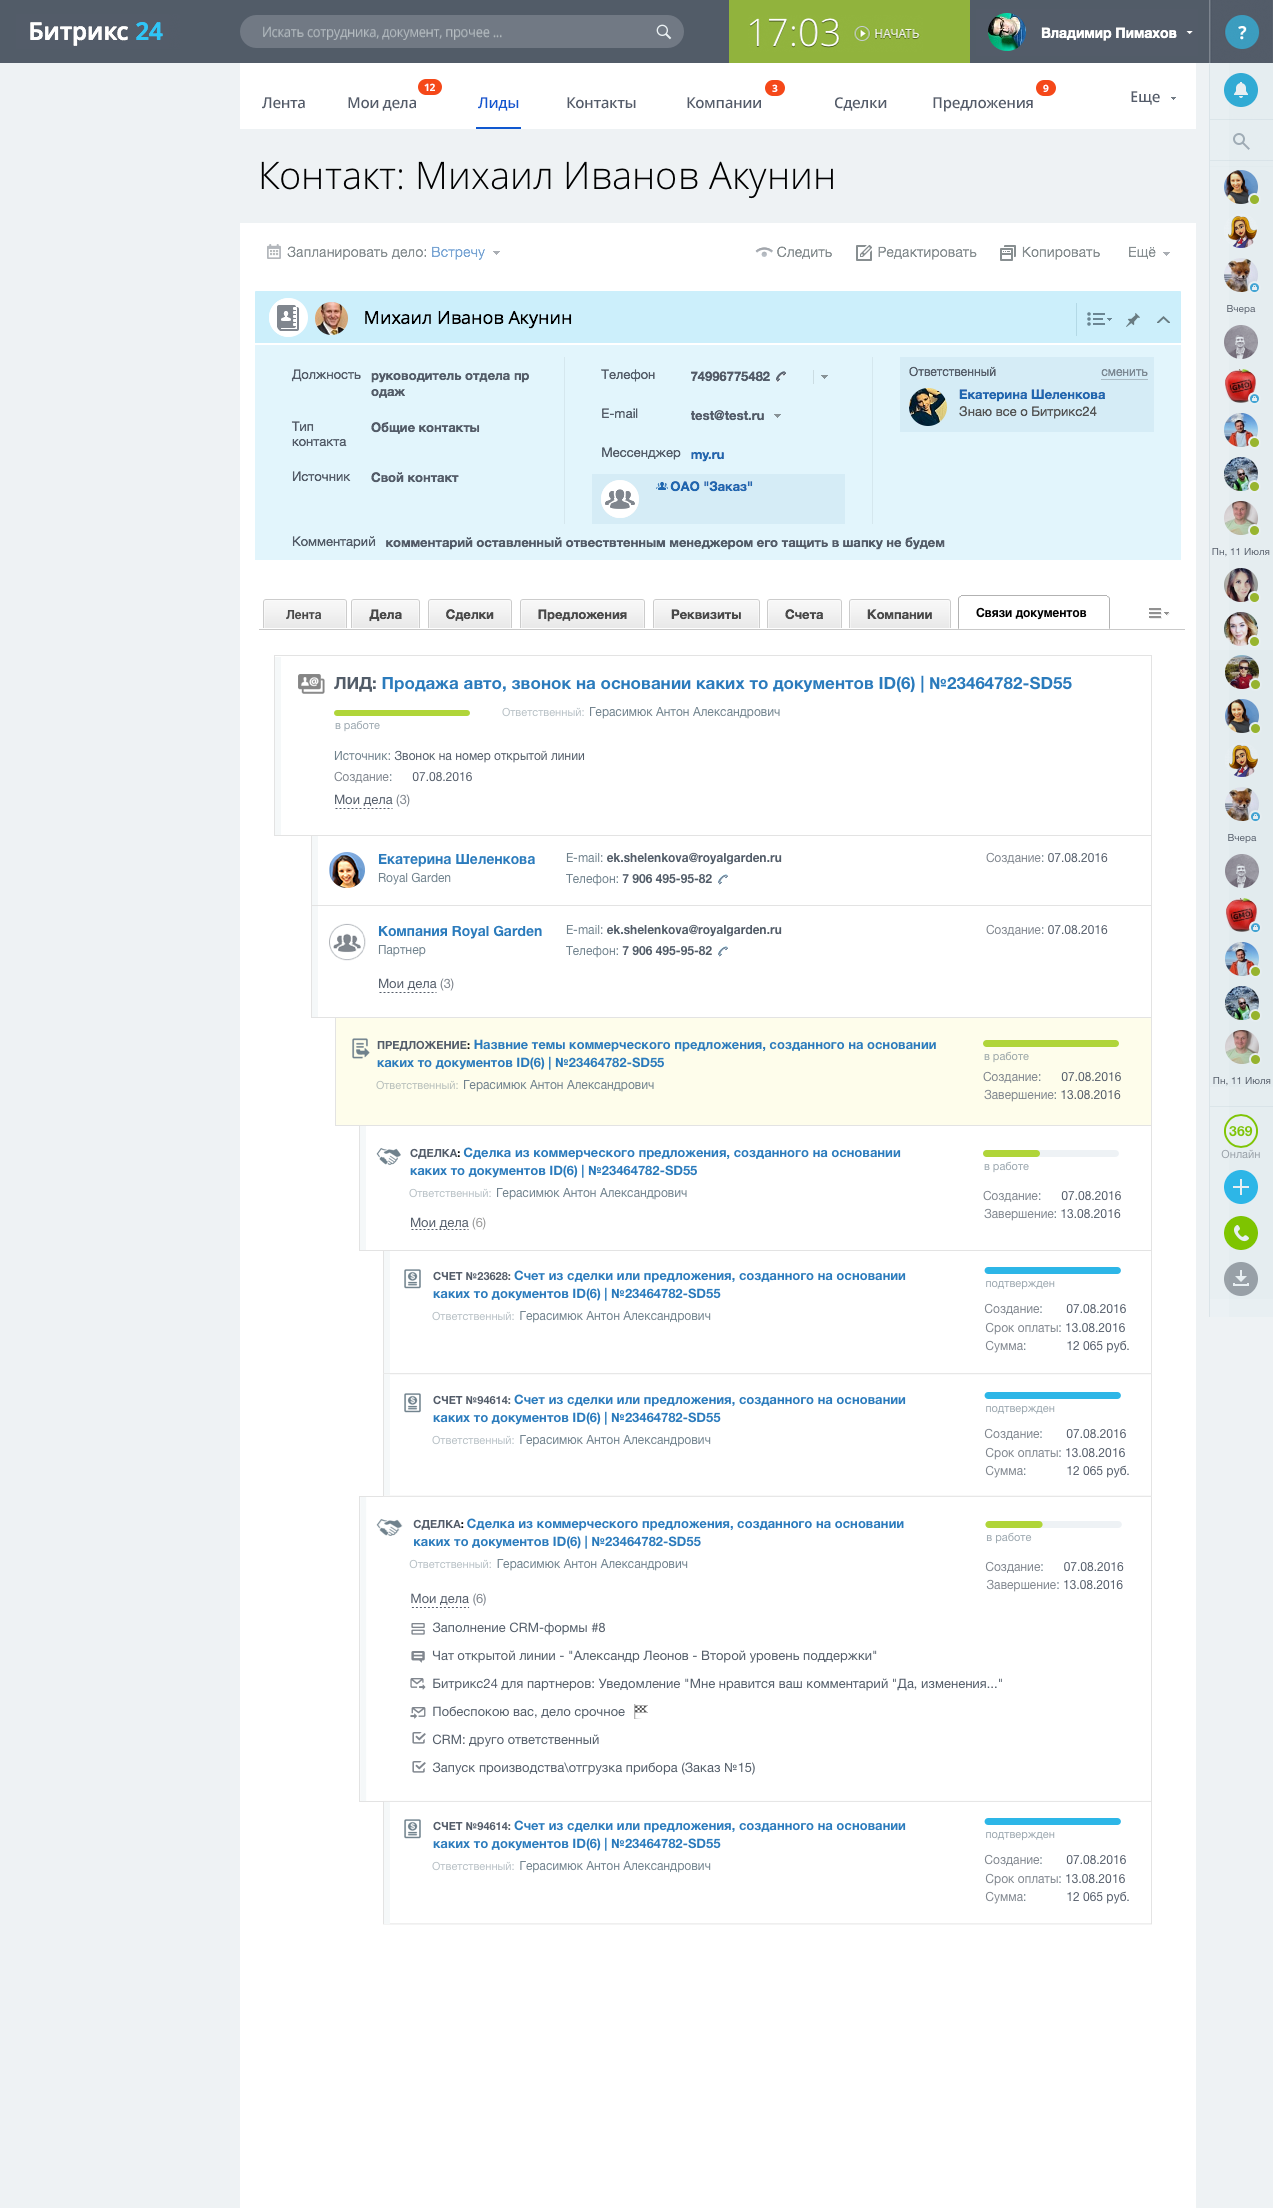 Битрикс 24
Искать сотрудника, документ, прочее ...
17:03 НАЧАТЬ
Владимир Пимахов
?
Лента
Мои дела 12
Лиды
Контакты
Компании 3
Сделки
Предложения 9
Еще
Контакт: Михаил Иванов Акунин
Запланировать дело: Встречу
Следить
Редактировать
Копировать
Ещё
Михаил Иванов Акунин
Должность руководитель отдела пр
одаж
Тип
контакта
Общие контакты
Источник Свой контакт
Телефон 74996775482
E-mail test@test.ru
Мессенджер my.ru
ОАО "Заказ"
Ответственный сменить
Екатерина Шеленкова
Знаю все о Битрикс24
Комментарий комментарий оставленный отвествтенным менеджером его тащить в шапку не будем
Лента
Дела
Сделки
Предложения
Реквизиты
Счета
Компании
Связи документов
ЛИД: Продажа авто, звонок на основании каких то документов ID(6) | №23464782-SD55
в работе
Ответственный: Герасимюк Антон Александрович
Источник: Звонок на номер открытой линии
Создание: 07.08.2016
Мои дела (3)
Екатерина Шеленкова
Royal Garden
E-mail: ek.shelenkova@royalgarden.ru
Телефон: 7 906 495-95-82
Создание: 07.08.2016
Компания Royal Garden
Партнер
E-mail: ek.shelenkova@royalgarden.ru
Телефон: 7 906 495-95-82
Создание: 07.08.2016
Мои дела (3)
ПРЕДЛОЖЕНИЕ: Назвние темы коммерческого предложения, созданного на основании
каких то документов ID(6) | №23464782-SD55
Ответственный: Герасимюк Антон Александрович
в работе
Создание: 07.08.2016
Завершение: 13.08.2016
СДЕЛКА: Сделка из коммерческого предложения, созданного на основании
каких то документов ID(6) | №23464782-SD55
Ответственный: Герасимюк Антон Александрович
Мои дела (6)
в работе
Создание: 07.08.2016
Завершение: 13.08.2016
СЧЕТ №23628: Счет из сделки или предложения, созданного на основании
каких то документов ID(6) | №23464782-SD55
Ответственный: Герасимюк Антон Александрович
подтвержден
Создание: 07.08.2016
Срок оплаты: 13.08.2016
Сумма: 12 065 руб.
СЧЕТ №94614: Счет из сделки или предложения, созданного на основании
каких то документов ID(6) | №23464782-SD55
Ответственный: Герасимюк Антон Александрович
подтвержден
Создание: 07.08.2016
Срок оплаты: 13.08.2016
Сумма: 12 065 руб.
СДЕЛКА: Сделка из коммерческого предложения, созданного на основании
каких то документов ID(6) | №23464782-SD55
Ответственный: Герасимюк Антон Александрович
в работе
Создание: 07.08.2016
Завершение: 13.08.2016
Мои дела (6)
Заполнение CRM-формы #8
Чат открытой линии - "Александр Леонов - Второй уровень поддержки"
Битрикс24 для партнеров: Уведомление "Мне нравится ваш комментарий "Да, изменения..."
Побеспокою вас, дело срочное
CRM: друго ответственный
Запуск производства\отгрузка прибора (Заказ №15)
СЧЕТ №94614: Счет из сделки или предложения, созданного на основании
каких то документов ID(6) | №23464782-SD55
Ответственный: Герасимюк Антон Александрович
подтвержден
Создание: 07.08.2016
Срок оплаты: 13.08.2016
Сумма: 12 065 руб.
Вчера
GMO
Пн, 11 Июля
Вчера
GMO
Пн, 11 Июля
369
Онлайн